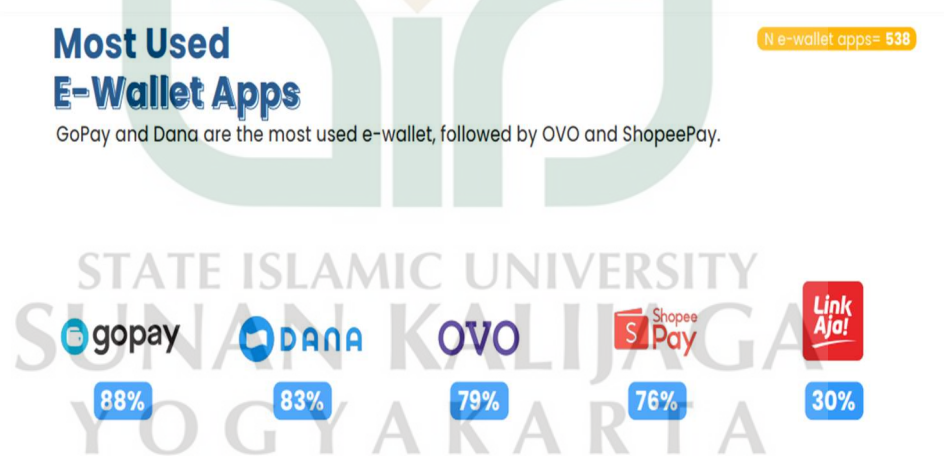 Most Used
E-Wallet Apps
N e-wallet apps= 538
GoPay and Dana are the most used e-wallet, followed by OVO and ShopeePay.
STATE ISLAMIC UNIVERSITY
SUNAN KALIJAGA
YOGYAKARTA
gopay
DANA
OVO
Shopee
S Pay
Link
Aja!
88% 83% 79% 76% 30%